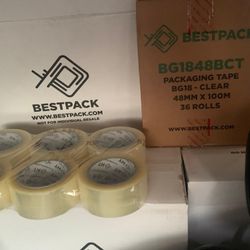 BESTPACK
WWW.BESTPACK.COM
NOT FOR INDIVIDUAL RESALE
BESTPACK
BG1848BCT
PACKAGING TAPE
BG18 - CLEAR
48MM X 100M
36 ROLLS
BESTPACK
WWW.BESTPACK.COM